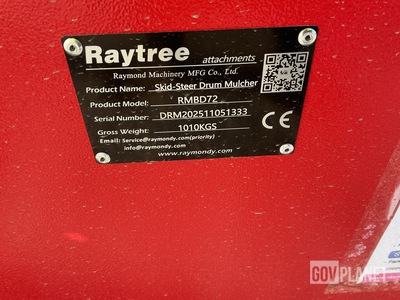 Raytree attachments
Raymond Machinery MFG Co., Ltd.
Product Name: Skid-Steer Drum Mulcher
Product Model: RMBD72
Serial Number: DRM202511051333
Gross Weight: 1010KGS
Email: Service@raymondy.com(priority)
info@raymondy.com
www.raymondy.com
CE
GOVPLANET